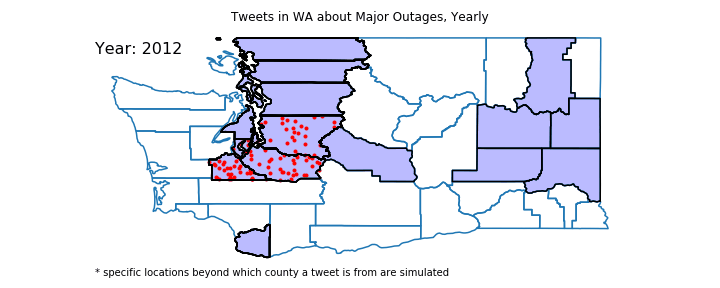 Tweets in WA about Major Outages, Yearly
Year: 2012
* specific locations beyond which county a tweet is from are simulated